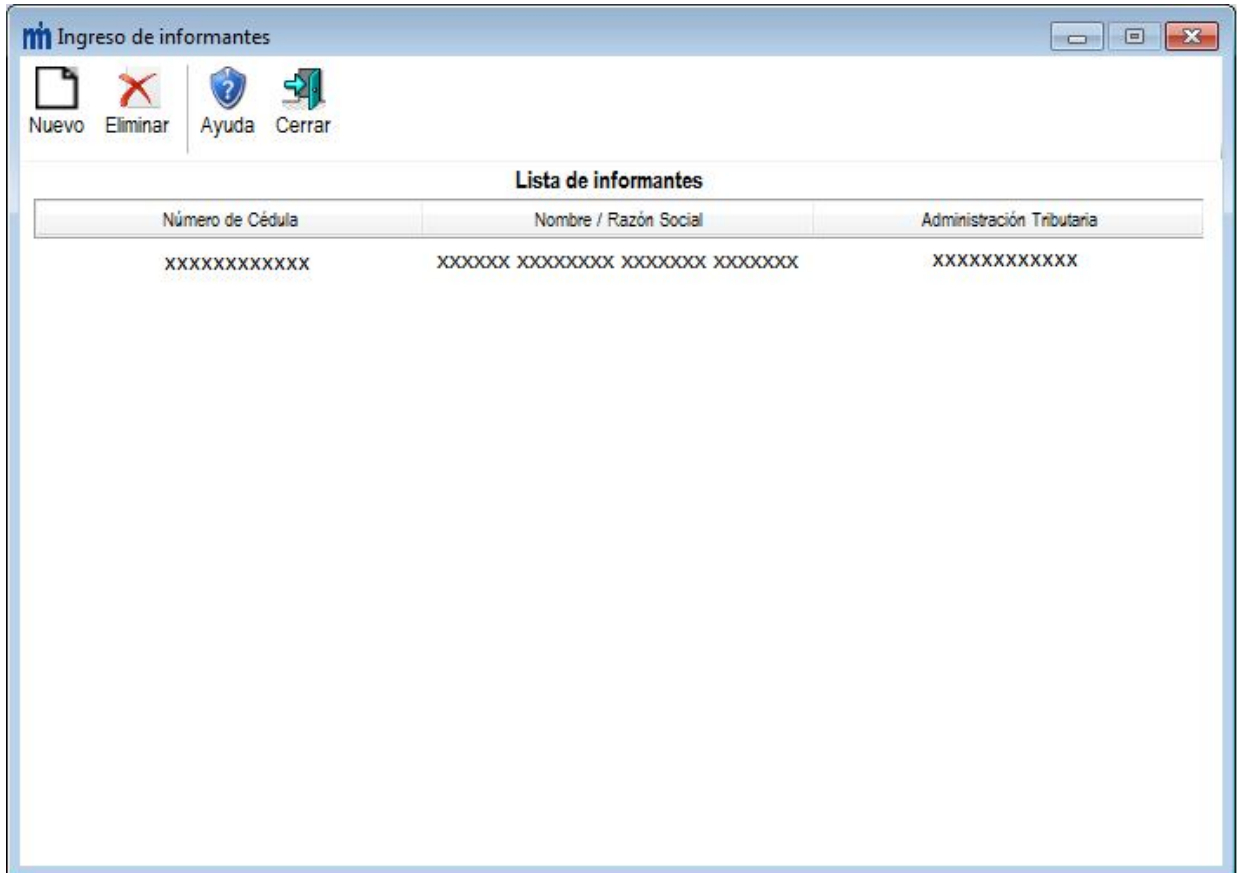 Ingreso de informantes
Nuevo Eliminar Ayuda Cerrar
Lista de informantes
Número de Cédula Nombre / Razón Social Administración Tributaria
XXXXXXXXXXXX XXXXXX XXXXXXXX XXXXXXX XXXXXXX XXXXXXXXXXXX